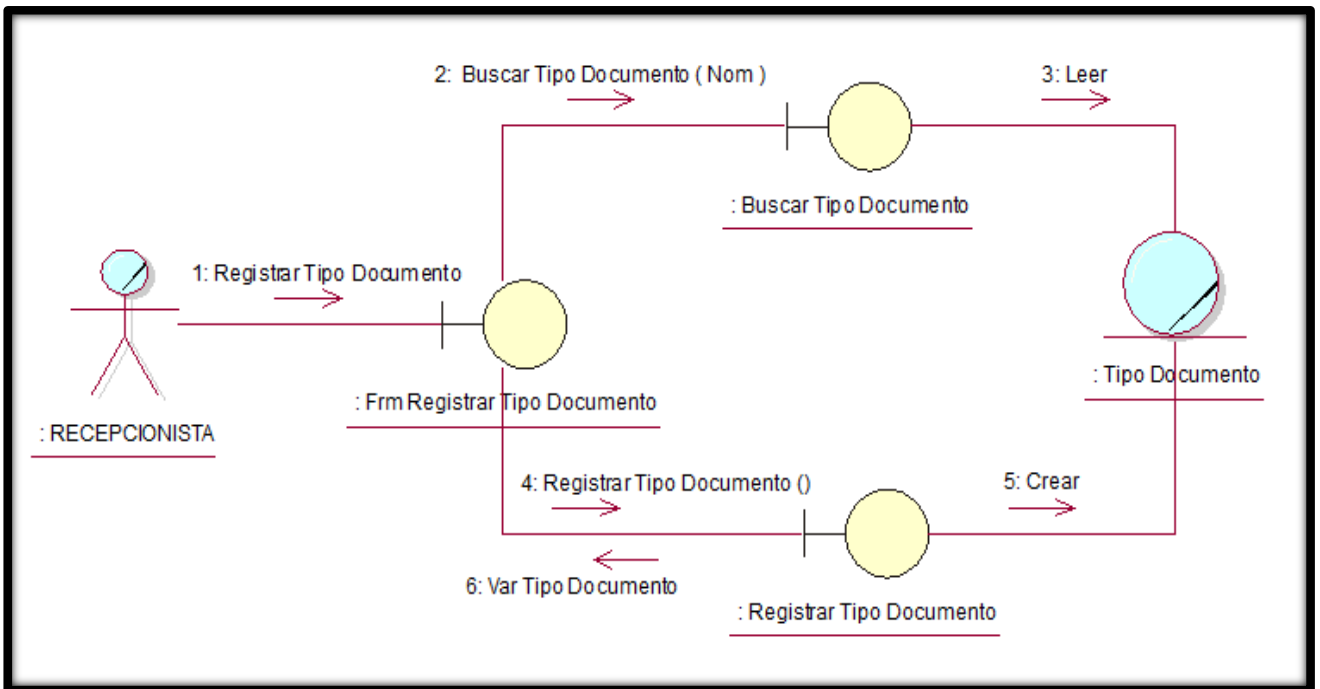 2: Buscar Tipo Documento ( Nom )
3: Leer
: Buscar Tipo Documento
1: Registrar Tipo Documento
: Tipo Documento
: Frm Registrar Tipo Documento
: RECEPCIONISTA
4: Registrar Tipo Documento ()
5: Crear
6: Var Tipo Documento
: Registrar Tipo Documento